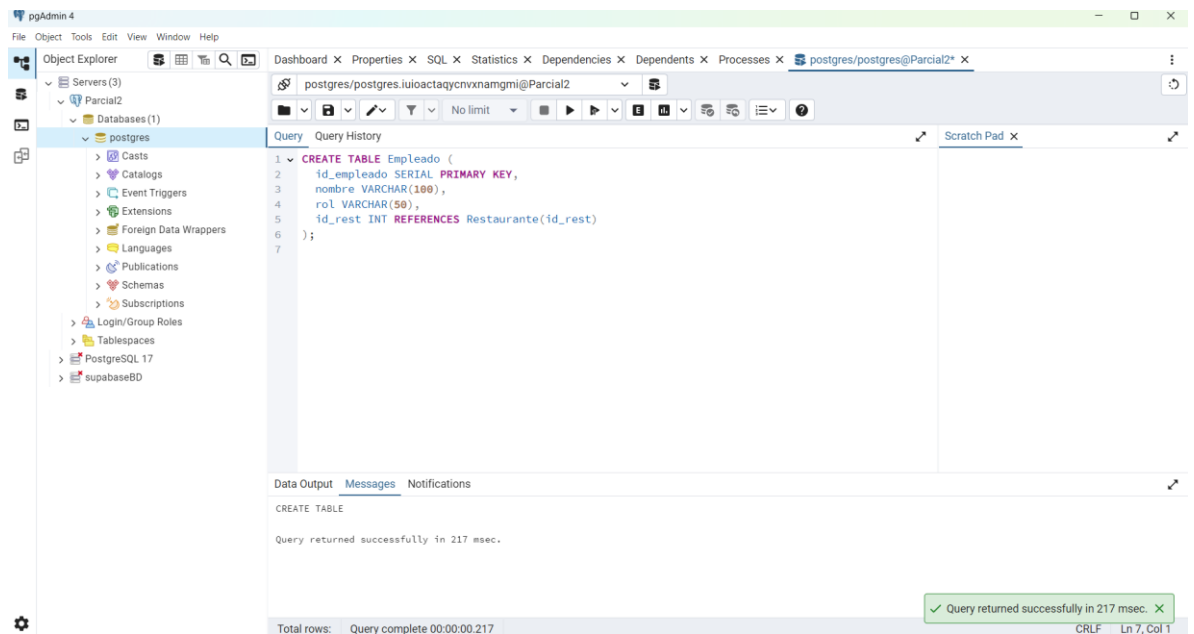 pgAdmin 4
File Object Tools Edit View Window Help
Object Explorer
Dashboard Properties SQL Statistics Dependencies Dependents Processes postgres/postgres@Parcial2*
Servers (3)
Parcial2
Databases (1)
postgres
Casts
Catalogs
Event Triggers
Extensions
Foreign Data Wrappers
Languages
Publications
Schemas
Subscriptions
Login/Group Roles
Tablespaces
PostgreSQL 17
supabaseBD
postgres/postgres.iuioactaqycnvxnamgmi@Parcial2
No limit
Query Query History
Scratch Pad
1 CREATE TABLE Empleado (
2 id_empleado SERIAL PRIMARY KEY,
3 nombre VARCHAR(100),
4 rol VARCHAR(50),
5 id_rest INT REFERENCES Restaurante(id_rest)
6 );
7
Data Output Messages Notifications
CREATE TABLE
Query returned successfully in 217 msec.
Query returned successfully in 217 msec.
Total rows: Query complete 00:00:00.217 CRLF Ln 7, Col 1